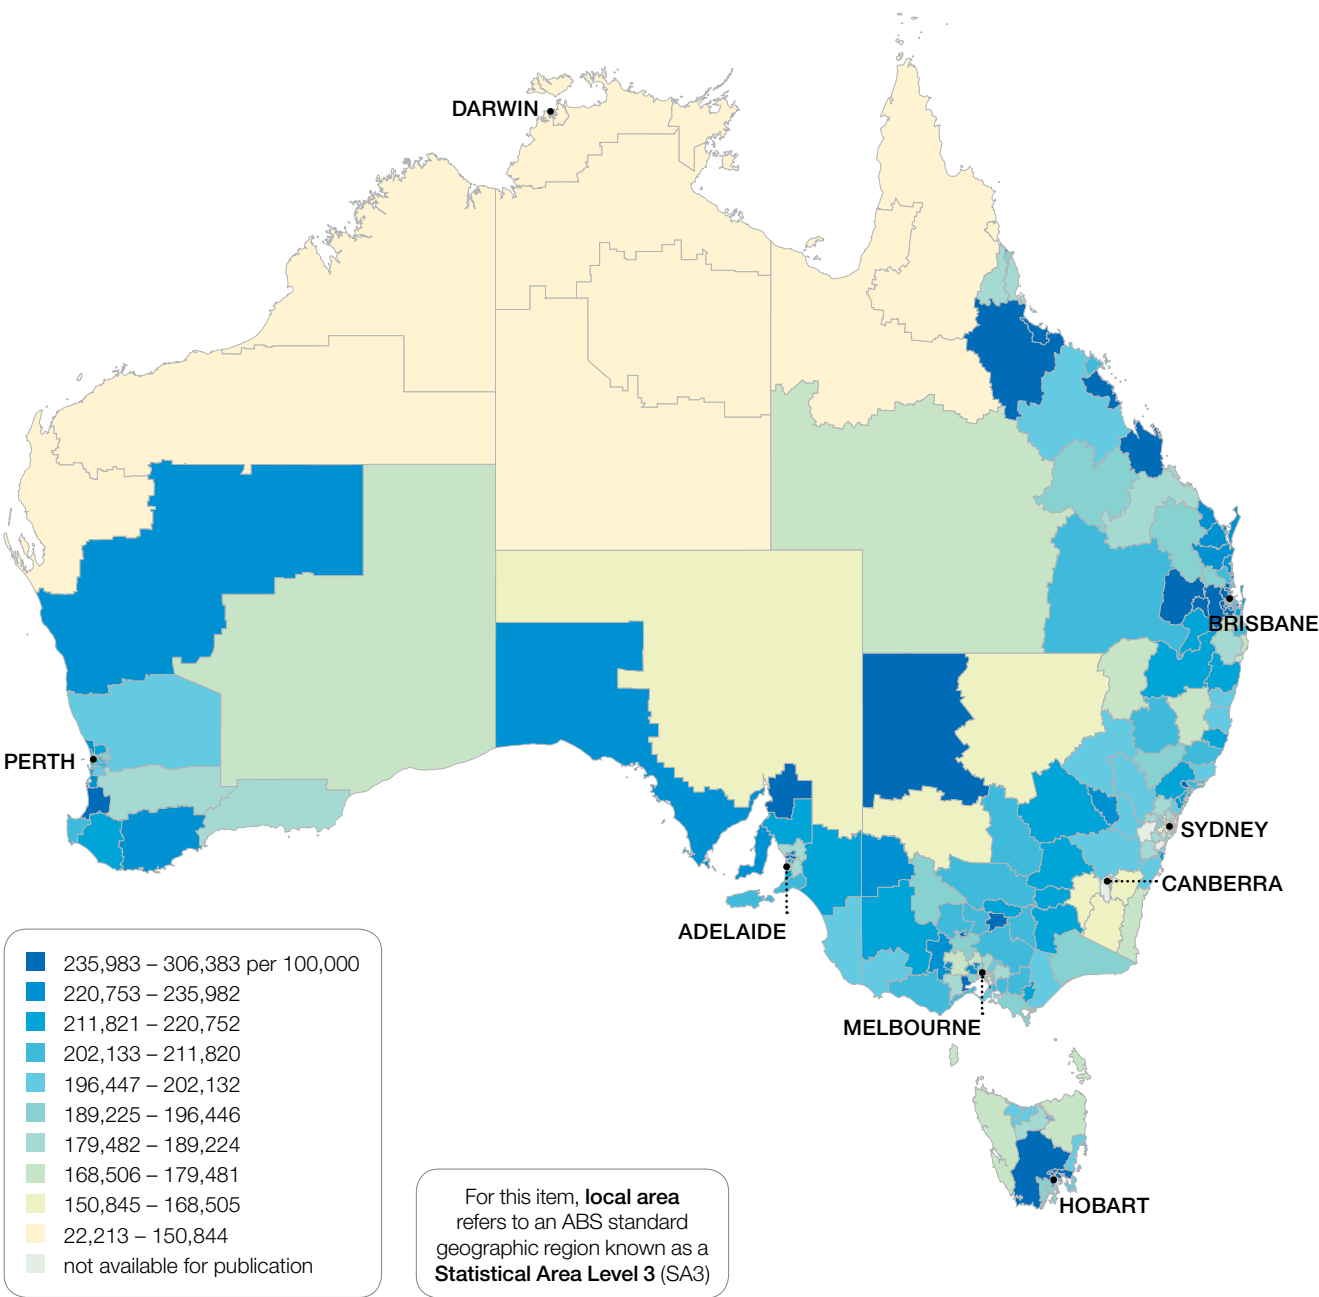 DARWIN
BRISBANE
PERTH
SYDNEY
CANBERRA
ADELAIDE
MELBOURNE
HOBART
235,983 – 306,383 per 100,000
220,753 – 235,982
211,821 – 220,752
202,133 – 211,820
196,447 – 202,132
189,225 – 196,446
179,482 – 189,224
168,506 – 179,481
150,845 – 168,505
22,213 – 150,844
not available for publication
For this item, local area
refers to an ABS standard
geographic region known as a
Statistical Area Level 3 (SA3)